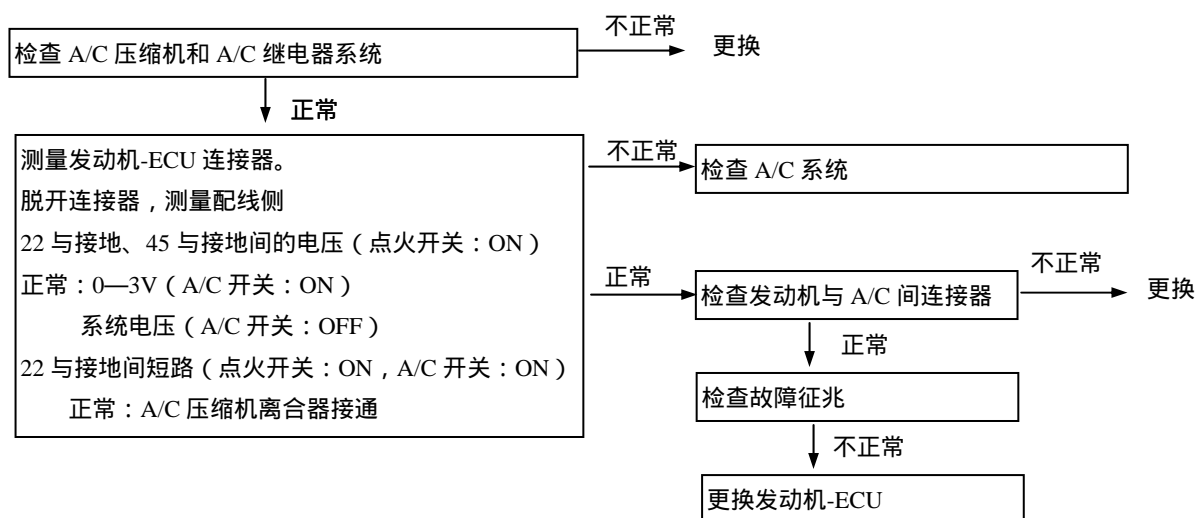 检查 A/C 压缩机和 A/C 继电器系统
不正常
更换
正常
测量发动机-ECU 连接器。
脱开连接器，测量配线侧
22 与接地、45 与接地间的电压（点火开关：ON）
正常：0—3V（A/C 开关：ON）
系统电压（A/C 开关：OFF）
22 与接地间短路（点火开关：ON，A/C 开关：ON）
正常：A/C 压缩机离合器接通
不正常
检查 A/C 系统
正常
检查发动机与 A/C 间连接器
不正常
更换
正常
检查故障征兆
不正常
更换发动机-ECU